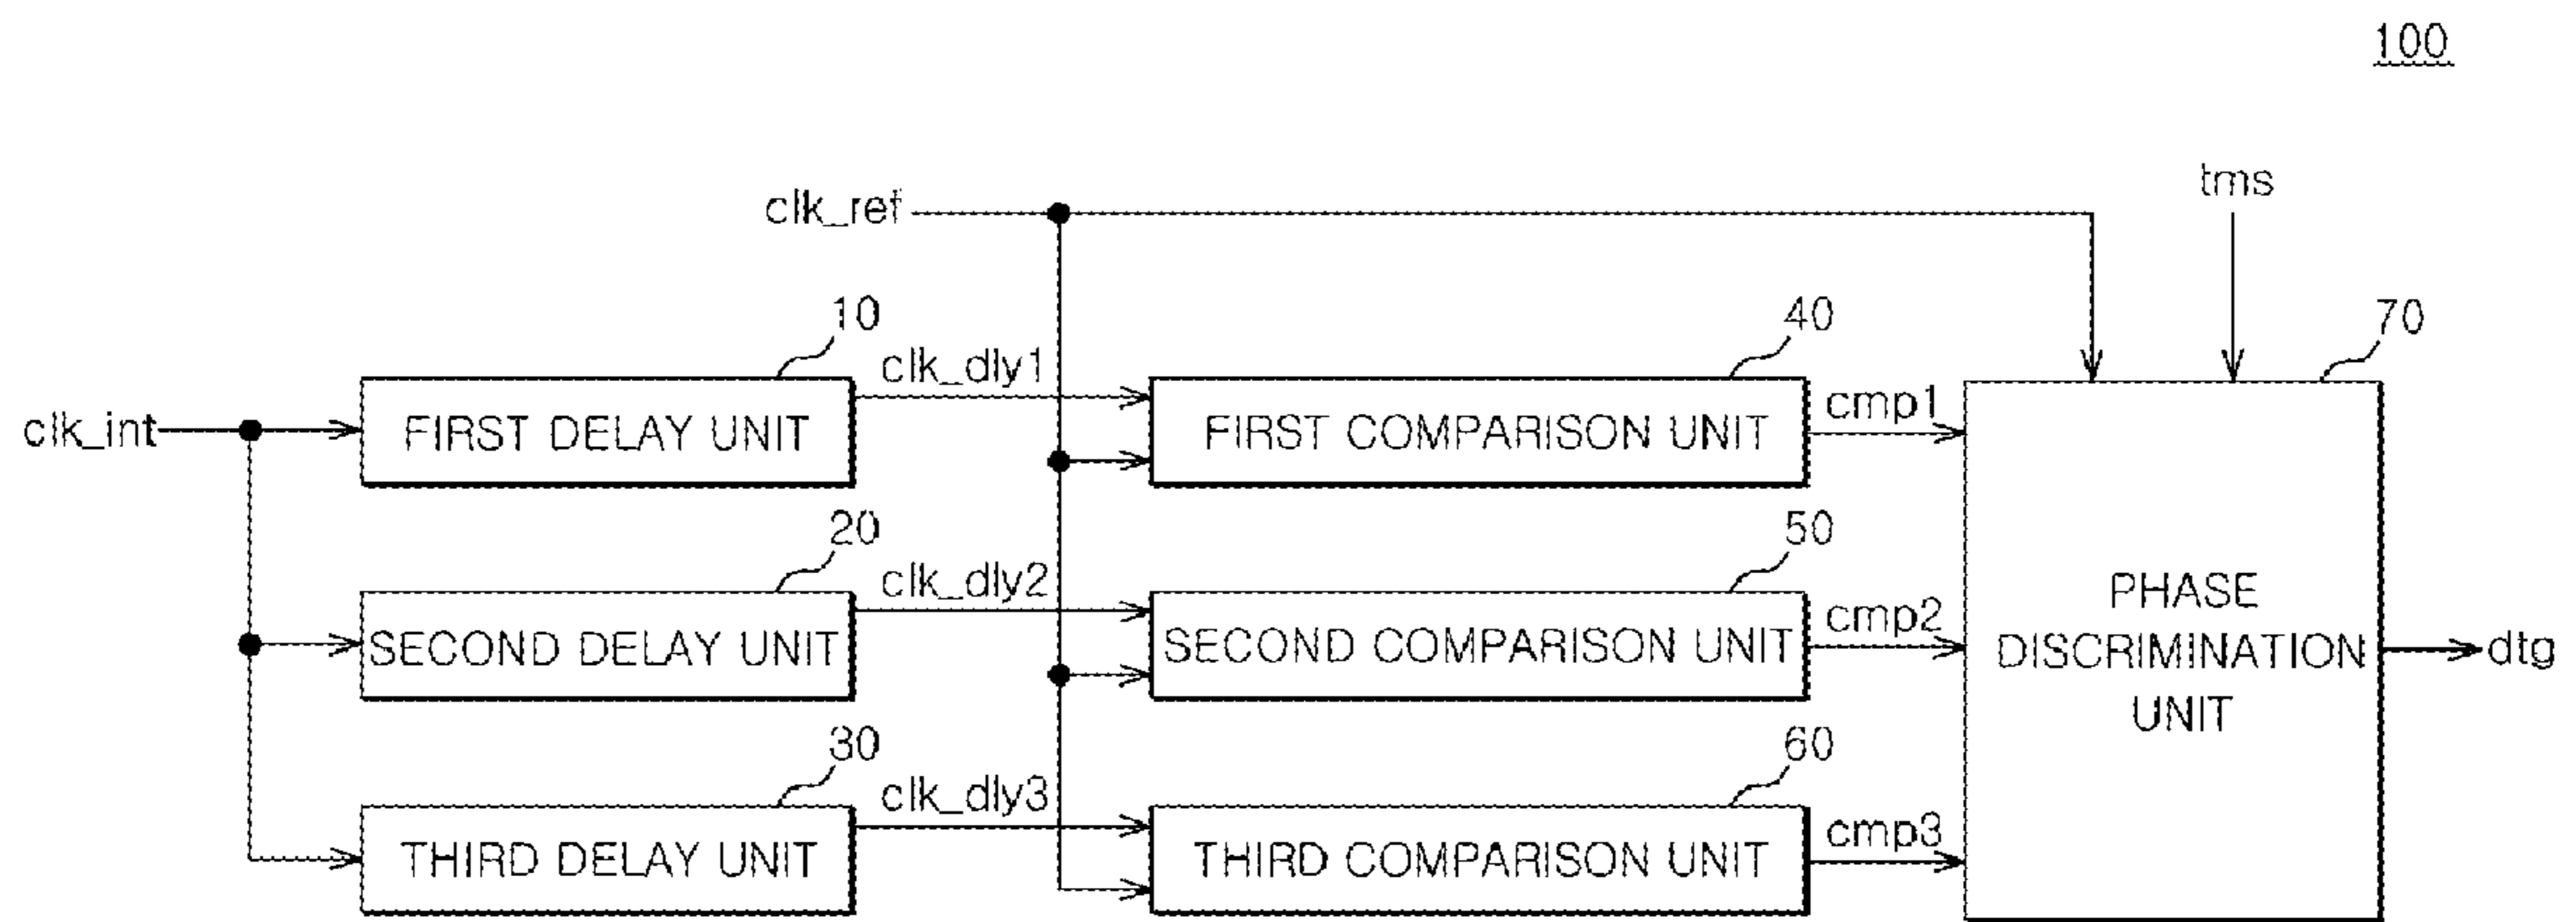 100
tms
clk_ref
10
clk_dly1
40
70
clk_int
FIRST DELAY UNIT
FIRST COMPARISON UNIT
cmp1
20
clk_dly2
50
SECOND DELAY UNIT
SECOND COMPARISON UNIT
cmp2
PHASE
DISCRIMINATION
UNIT
dtg
30
clk_dly3
60
THIRD DELAY UNIT
THIRD COMPARISON UNIT
cmp3